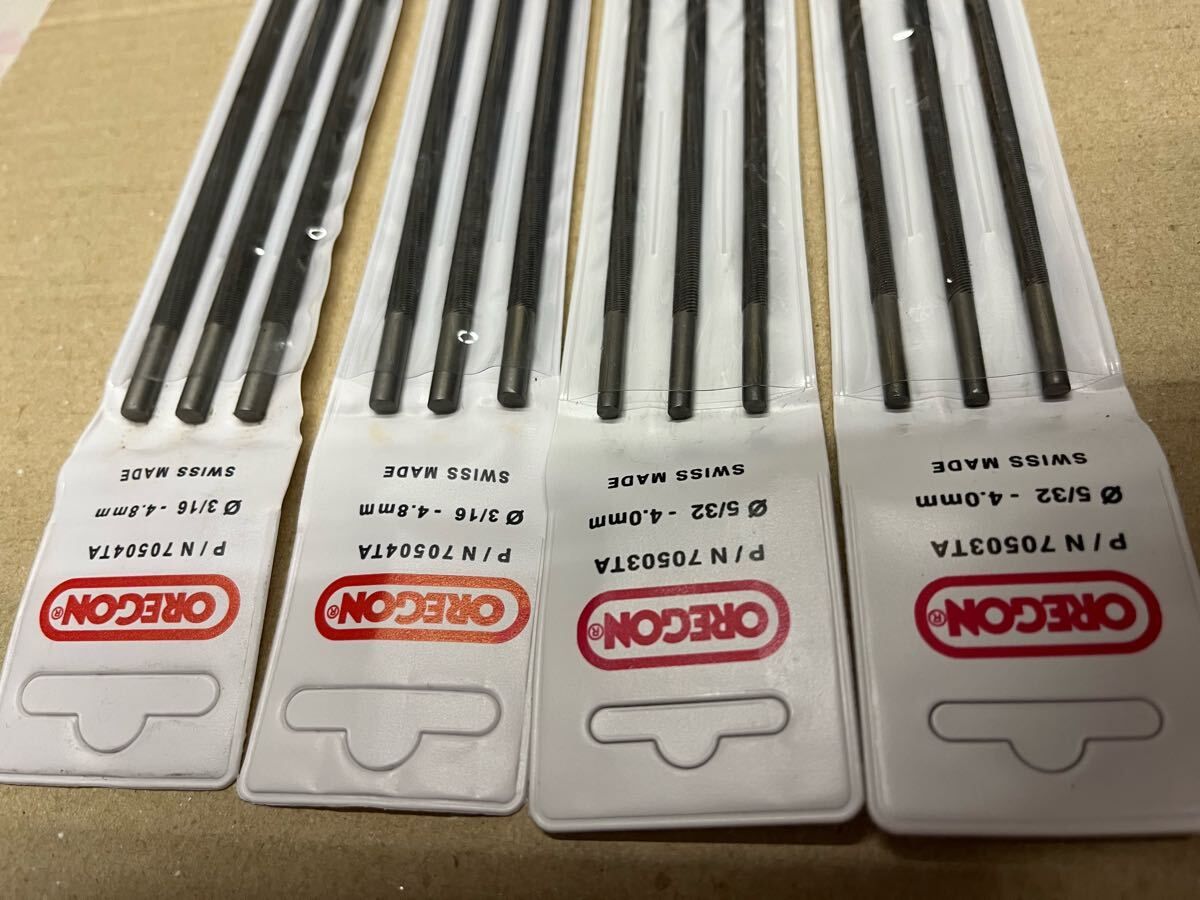 OREGON®
P/N 70504TA
Ø 3/16 - 4.8mm
SWISS MADE
OREGON®
P/N 70504TA
Ø 3/16 - 4.8mm
SWISS MADE
OREGON®
P/N 70503TA
Ø 5/32 - 4.0mm
SWISS MADE
OREGON®
P/N 70503TA
Ø 5/32 - 4.0mm
SWISS MADE